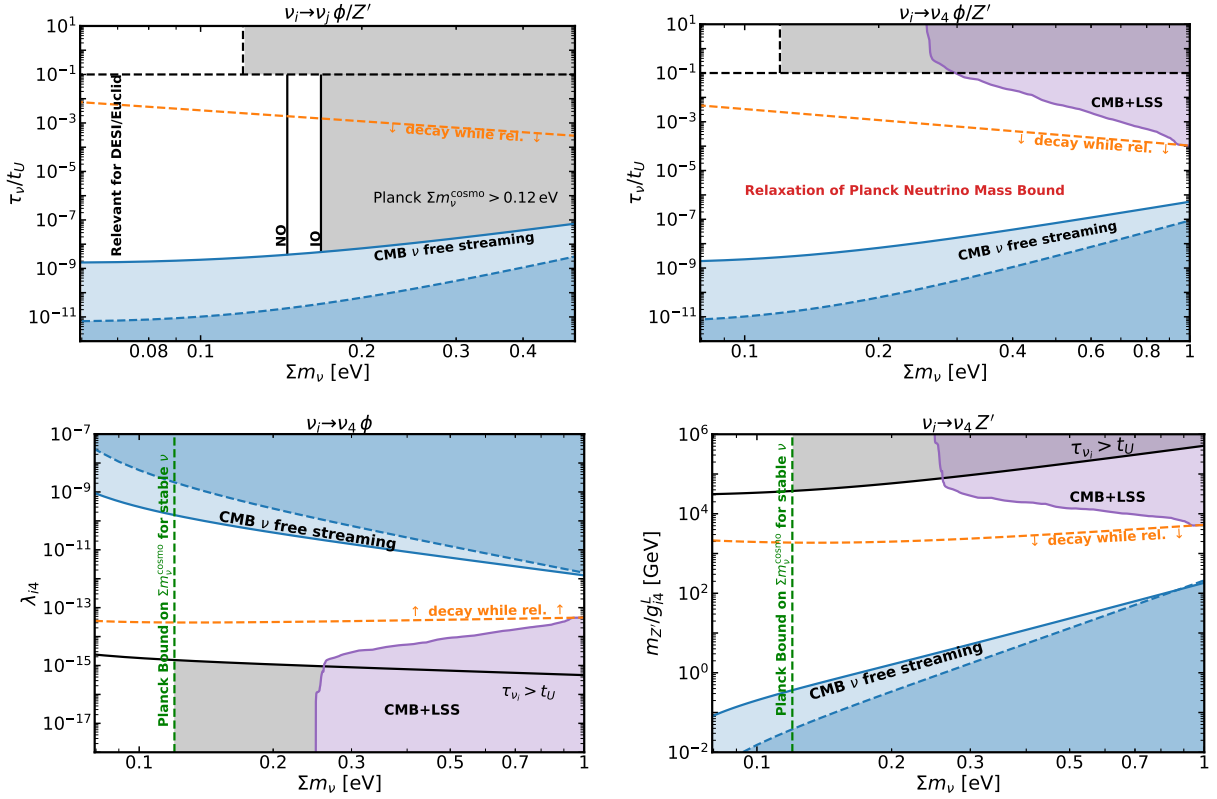 ν_i→ν_j ϕ/Z′
10^1
10^−1
10^−3
10^−5
10^−7
10^−9
10^−11
τ_ν/t_U
Relevant for DESI/Euclid
↓ decay while rel. ↓
Planck Σm_ν^cosmo > 0.12 eV
NO
IO
CMB ν free streaming
0.08 0.1 0.2 0.3 0.4
Σm_ν [eV]
ν_i→ν_4 ϕ/Z′
10^1
10^−1
10^−3
10^−5
10^−7
10^−9
10^−11
τ_ν/t_U
CMB+LSS
↓ decay while rel. ↓
Relaxation of Planck Neutrino Mass Bound
CMB ν free streaming
0.1 0.2 0.4 0.6 0.8 1
Σm_ν [eV]
ν_i→ν_4 ϕ
10^−7
10^−9
10^−11
10^−13
10^−15
10^−17
λ_i4
Planck Bound on Σm_ν^cosmo for stable ν
CMB ν free streaming
↑ decay while rel. ↑
τ_ν_i > t_U
CMB+LSS
0.1 0.2 0.3 0.4 0.6 0.8 1
Σm_ν [eV]
ν_i→ν_4 Z′
10^6
10^4
10^2
10^0
10^−2
m_Z′/g_i4^L [GeV]
Planck Bound on Σm_ν^cosmo for stable ν
τ_ν_i > t_U
CMB+LSS
↓ decay while rel. ↓
CMB ν free streaming
0.1 0.2 0.3 0.4 0.6 0.8 1
Σm_ν [eV]